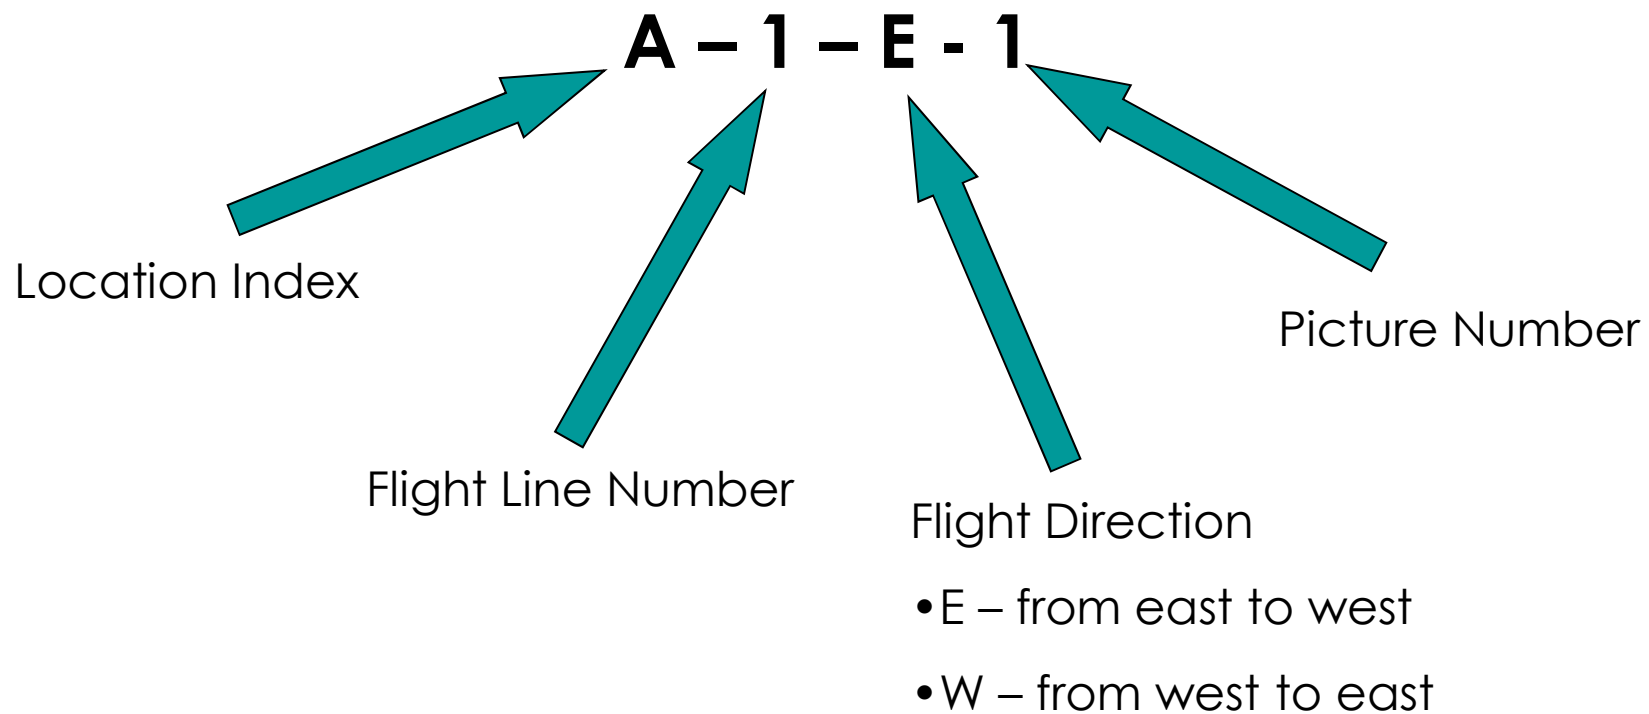 A – 1 – E - 1
Location Index
Picture Number
Flight Line Number
Flight Direction
•E – from east to west
•W – from west to east